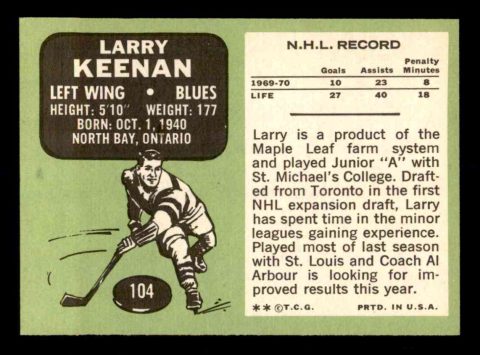 LARRY
KEENAN
LEFT WING • BLUES
HEIGHT: 5'10" WEIGHT: 177
BORN: OCT. 1, 1940
NORTH BAY, ONTARIO
104
N.H.L. RECORD
Goals Assists Penalty Minutes
1969-70 10 23 8
LIFE 27 40 18
Larry is a product of the
Maple Leaf farm system
and played Junior "A" with
St. Michael's College. Draft-
ed from Toronto in the first
NHL expansion draft, Larry
has spent time in the minor
leagues gaining experience.
Played most of last season
with St. Louis and Coach Al
Arbour is looking for im-
proved results this year.
**©T.C.G. PRTD. IN U.S.A.